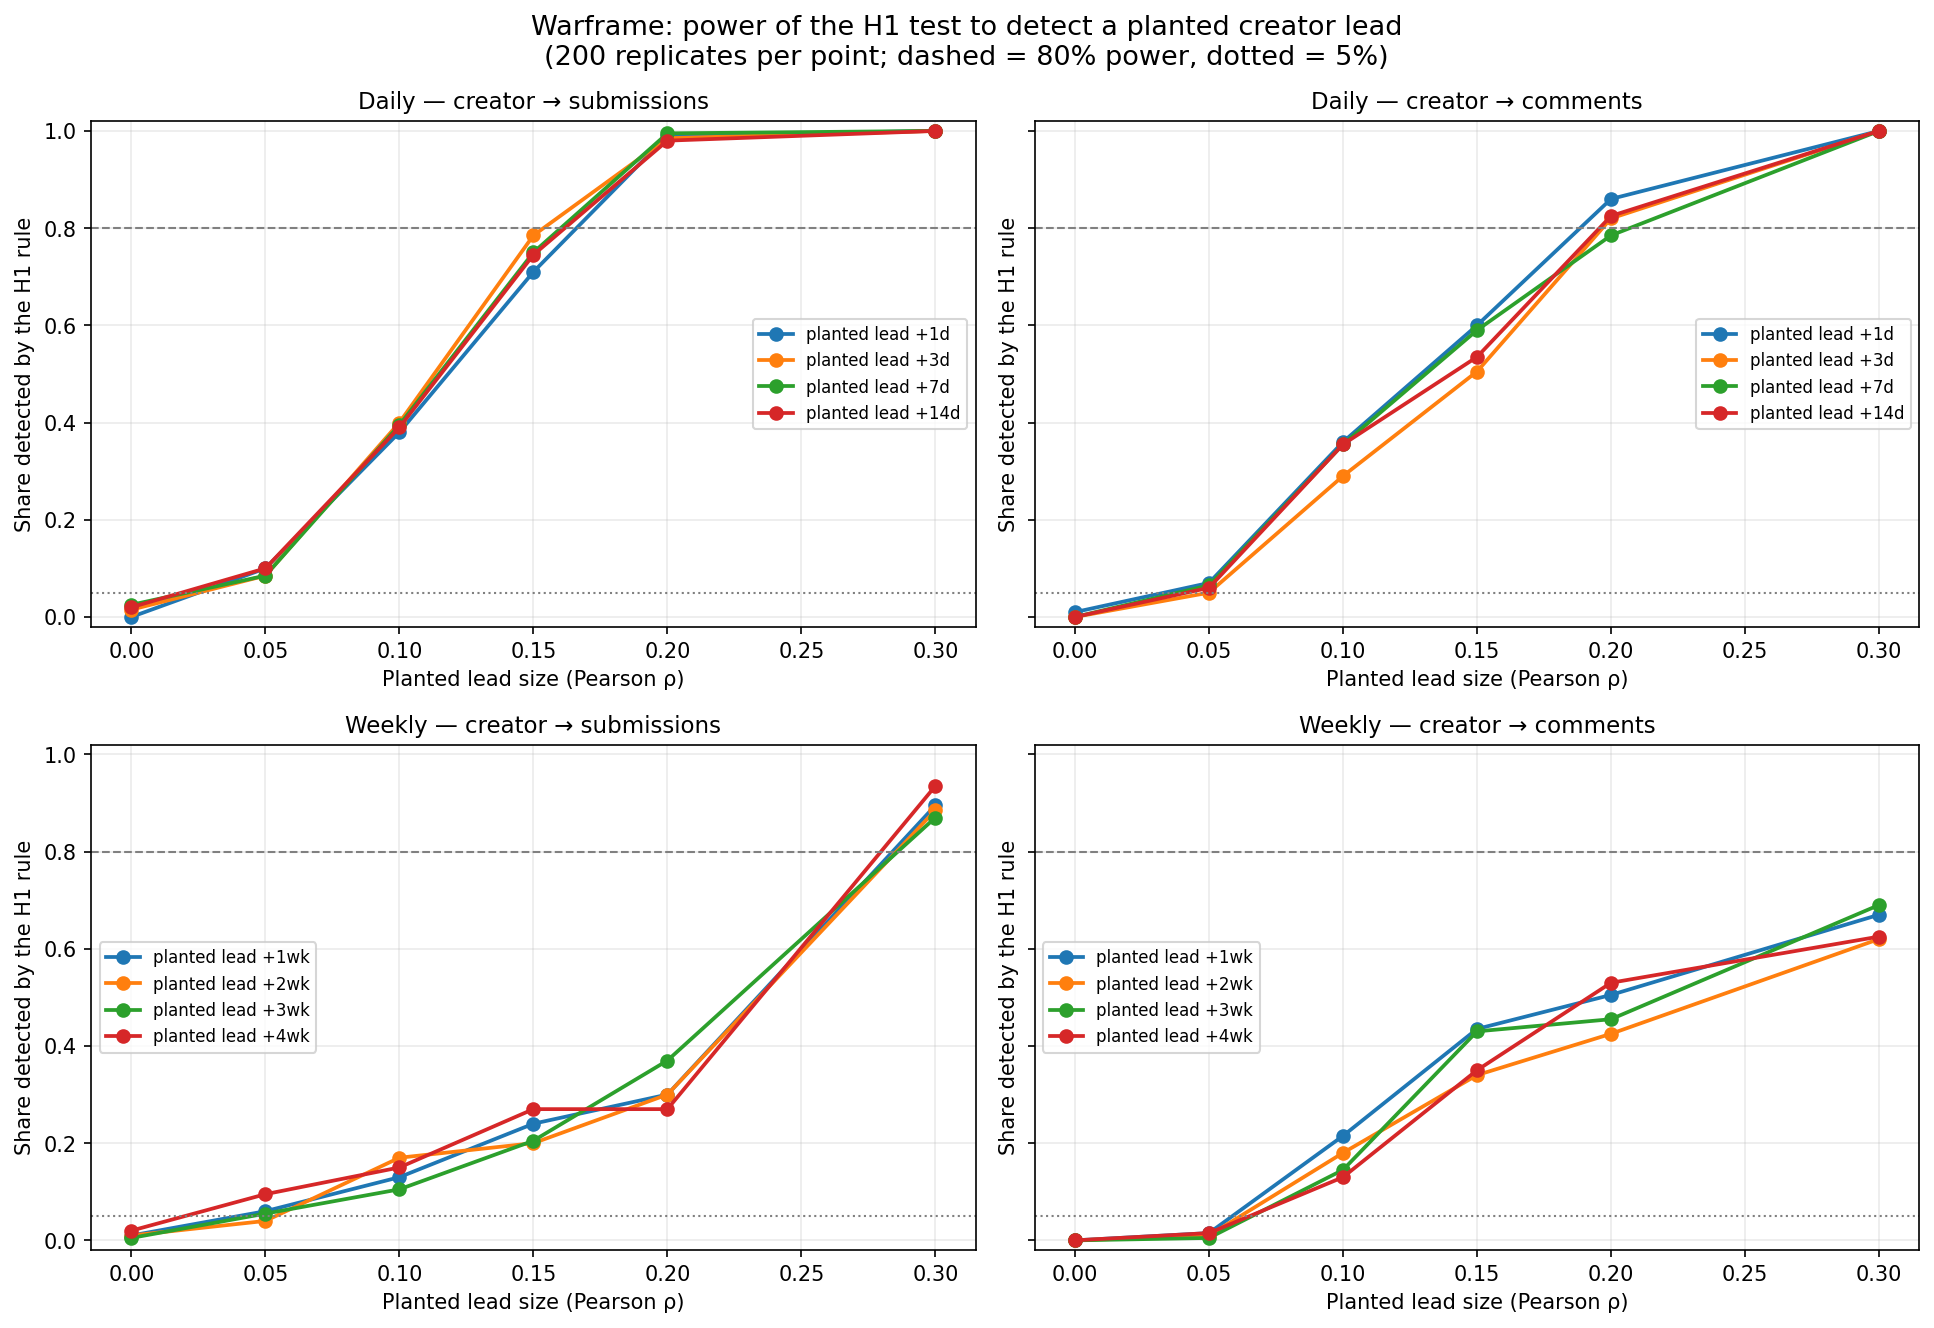 Warframe: power of the H1 test to detect a planted creator lead
(200 replicates per point; dashed = 80% power, dotted = 5%)
Daily — creator → submissions
Share detected by the H1 rule
1.0
0.8
0.6
0.4
0.2
0.0
planted lead +1d
planted lead +3d
planted lead +7d
planted lead +14d
0.00 0.05 0.10 0.15 0.20 0.25 0.30
Planted lead size (Pearson ρ)
Daily — creator → comments
Share detected by the H1 rule
planted lead +1d
planted lead +3d
planted lead +7d
planted lead +14d
0.00 0.05 0.10 0.15 0.20 0.25 0.30
Planted lead size (Pearson ρ)
Weekly — creator → submissions
Share detected by the H1 rule
1.0
0.8
0.6
0.4
0.2
0.0
planted lead +1wk
planted lead +2wk
planted lead +3wk
planted lead +4wk
0.00 0.05 0.10 0.15 0.20 0.25 0.30
Planted lead size (Pearson ρ)
Weekly — creator → comments
Share detected by the H1 rule
planted lead +1wk
planted lead +2wk
planted lead +3wk
planted lead +4wk
0.00 0.05 0.10 0.15 0.20 0.25 0.30
Planted lead size (Pearson ρ)